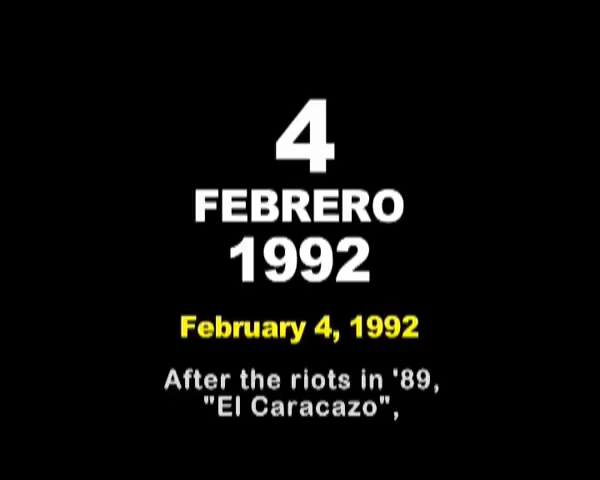 4
FEBRERO
1992
February 4, 1992
After the riots in '89,
"El Caracazo",